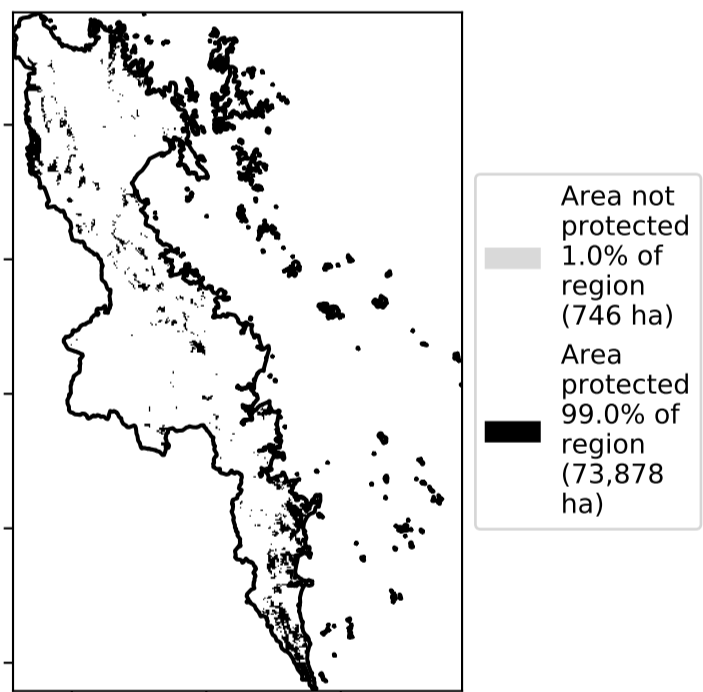 Area not
protected
1.0% of
region
(746 ha)
Area
protected
99.0% of
region
(73,878
ha)